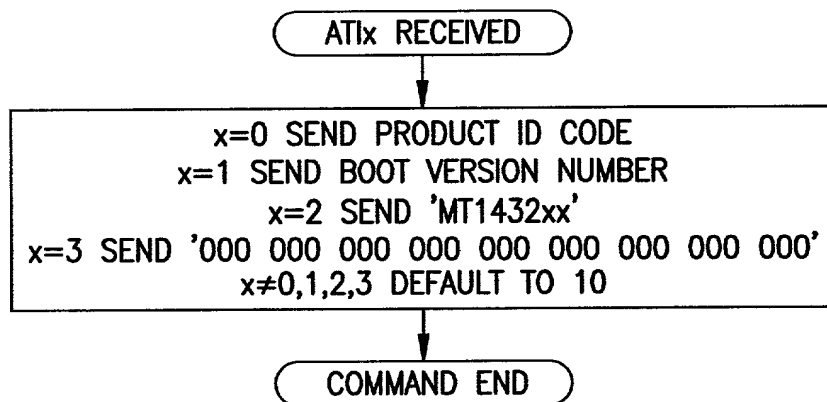 ATIx RECEIVED
x=0 SEND PRODUCT ID CODE
x=1 SEND BOOT VERSION NUMBER
x=2 SEND 'MT1432xx'
x=3 SEND '000 000 000 000 000 000 000 000 000'
x≠0,1,2,3 DEFAULT TO 10
COMMAND END